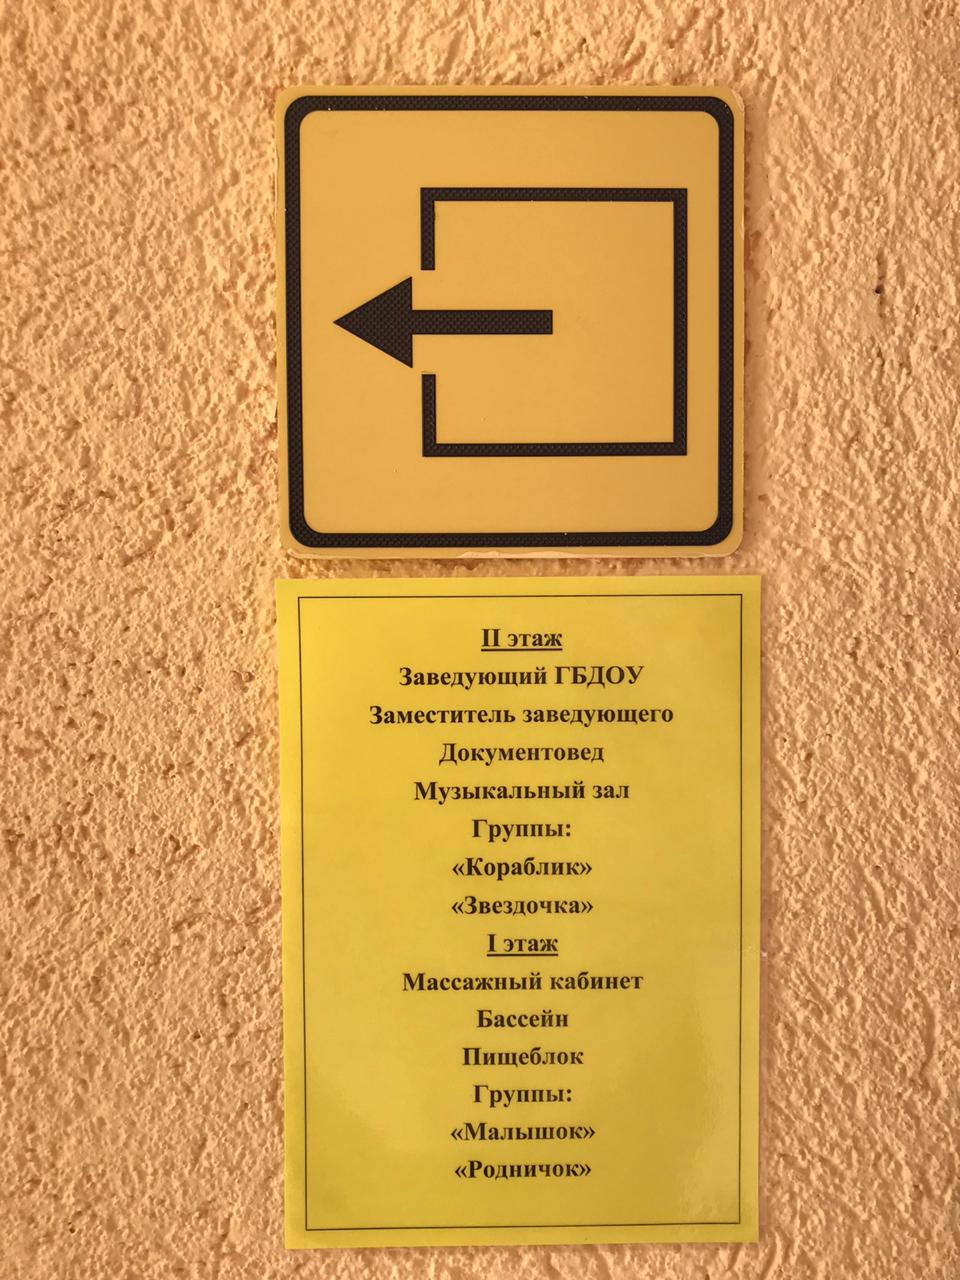 II этаж
Заведующий ГБДОУ
Заместитель заведующего
Документовед
Музыкальный зал
Группы:
«Кораблик»
«Звездочка»
I этаж
Массажный кабинет
Бассейн
Пищеблок
Группы:
«Малышок»
«Родничок»